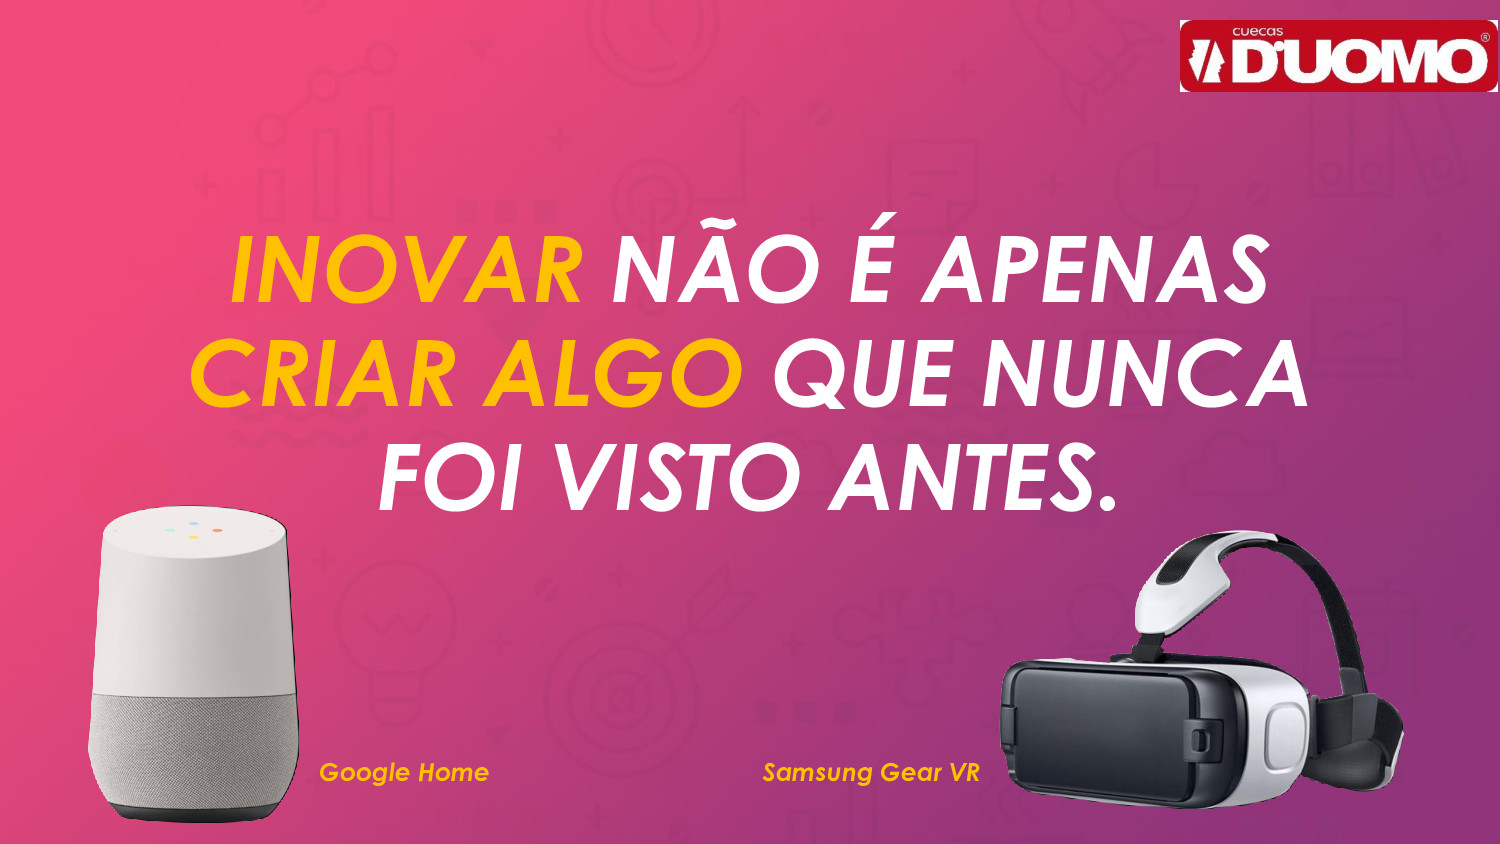 cuecas
D'UOMO®
INOVAR NÃO É APENAS
CRIAR ALGO QUE NUNCA
FOI VISTO ANTES.
Google Home
Samsung Gear VR